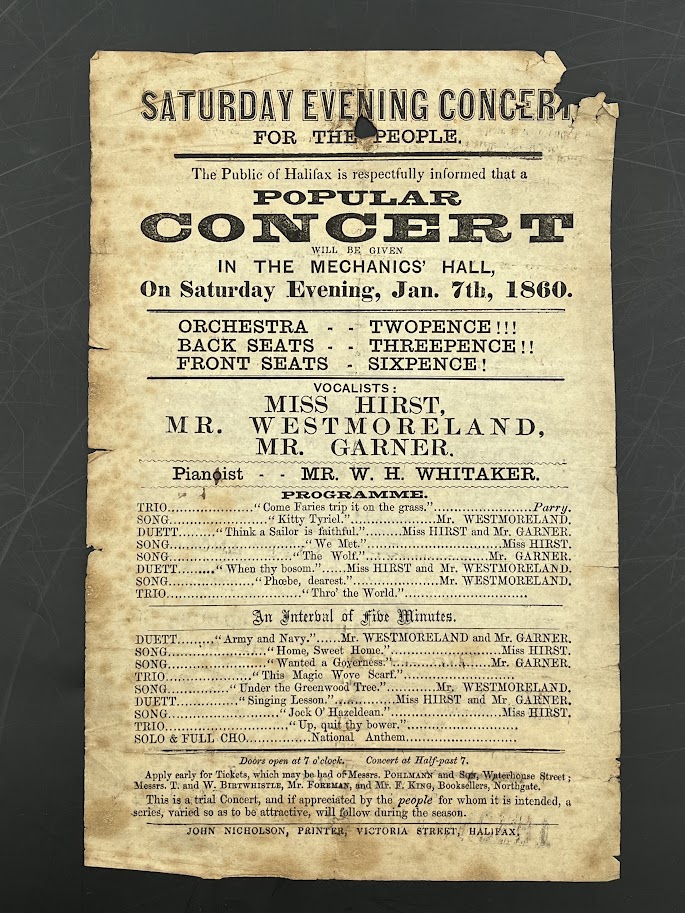 SATURDAY EVENING CONCERT
FOR THE PEOPLE.
The Public of Halifax is respectfully informed that a
POPULAR
CONCERT
WILL BE GIVEN
IN THE MECHANICS' HALL,
On Saturday Evening, Jan. 7th, 1860.
ORCHESTRA - - TWOPENCE!!!
BACK SEATS - - THREEPENCE!!
FRONT SEATS - SIXPENCE!
VOCALISTS:
MISS HIRST,
MR. WESTMORELAND,
MR. GARNER.
Pianoist - - MR. W. H. WHITAKER.
PROGRAMME.
TRIO....................."Come Faries trip it on the grass."........................Parry.
SONG........................."Kitty Tyriel."......................Mr. WESTMORELAND.
DUETT........."Think a Sailor is faithful.".......Miss HIRST and Mr. GARNER.
SONG.................................."We Met."..................................Miss HIRST.
SONG................................."The Wolf."..............................Mr. GARNER.
DUETT........."When thy bosom.".....Miss HIRST and Mr. WESTMORELAND.
SONG....................."Phœbe, dearest."......................Mr. WESTMORELAND.
TRIO................................"Thro' the World.".............................
An Interval of Five Minutes.
DUETT........."Army and Navy."......Mr. WESTMORELAND and Mr. GARNER.
SONG........................."Home, Sweet Home."............................Miss HIRST.
SONG........................."Wanted a Governess."........................Mr. GARNER.
TRIO....................."This Magic Wove Scarf."...........................
SONG..............."Under the Greenwood Tree."...........Mr. WESTMORELAND.
DUETT................"Singing Lesson.".............Miss HIRST and Mr. GARNER.
SONG............................"Jock O' Hazeldean."............................Miss HIRST.
TRIO..............................."Up, quit thy bower."...........................
SOLO & FULL CHO................National Anthem...........................
Doors open at 7 o'clock. Concert at Half-past 7.
Apply early for Tickets, which may be had of Messrs. POHLMANN and SON, Waterhouse Street;
Messrs. T. and W. BIRTWHISTLE, Mr. FOREMAN, and Mr. F. KING, Booksellers, Northgate.
This is a trial Concert, and if appreciated by the people for whom it is intended, a
series, varied so as to be attractive, will follow during the season.
JOHN NICHOLSON, PRINTER, VICTORIA STREET, HALIFAX.